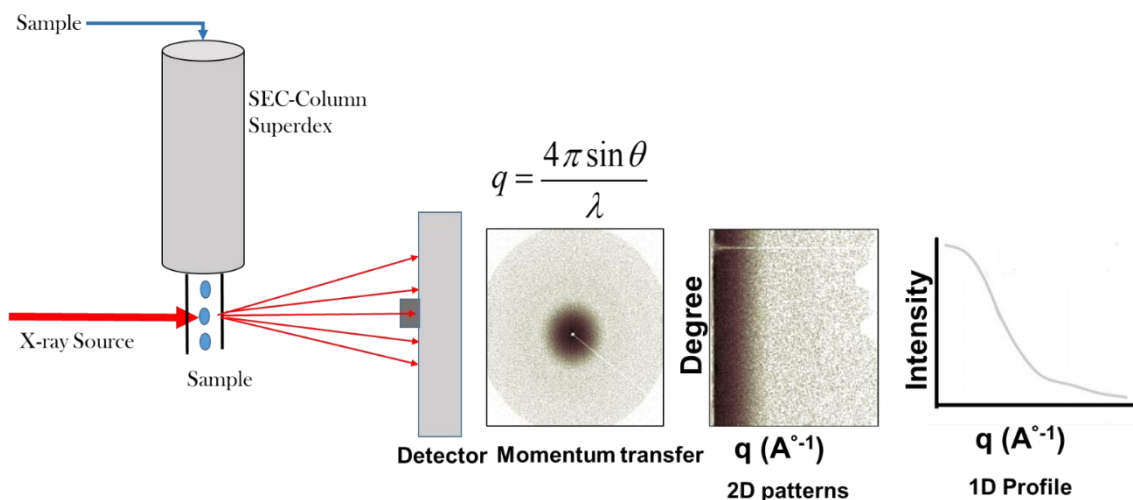 Sample
SEC-Column
Superdex
X-ray Source
Sample
q = 4π sin θ / λ
Detector
Momentum transfer
Degree
q (A°-1)
2D patterns
Intensity
q (A°-1)
1D Profile